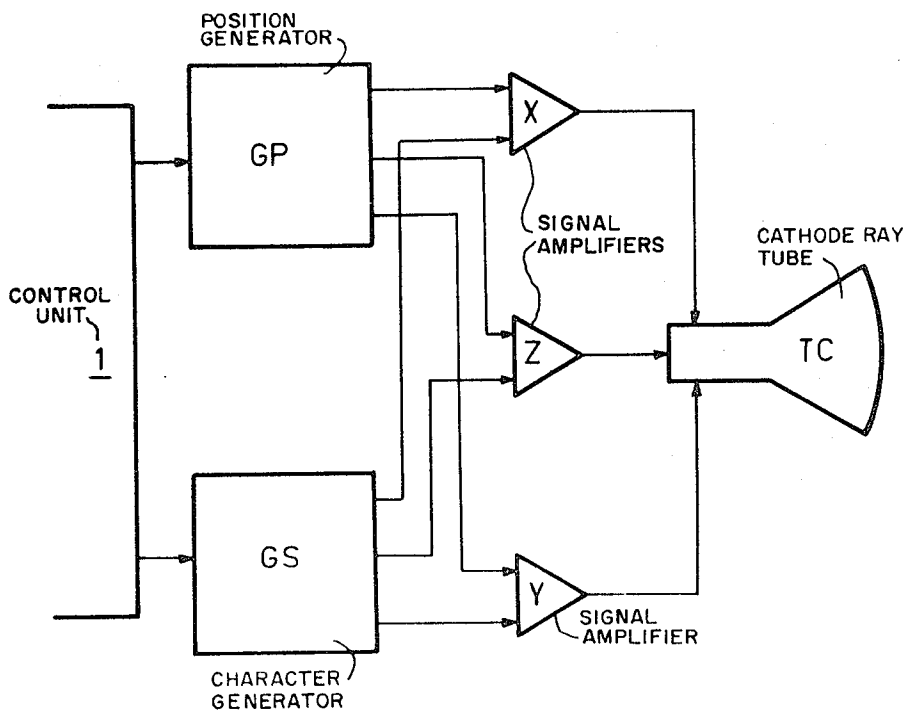 POSITION
GENERATOR
GP
X
SIGNAL
AMPLIFIERS
CATHODE RAY
TUBE
CONTROL
UNIT
1
Z
TC
GS
Y
SIGNAL
AMPLIFIER
CHARACTER
GENERATOR